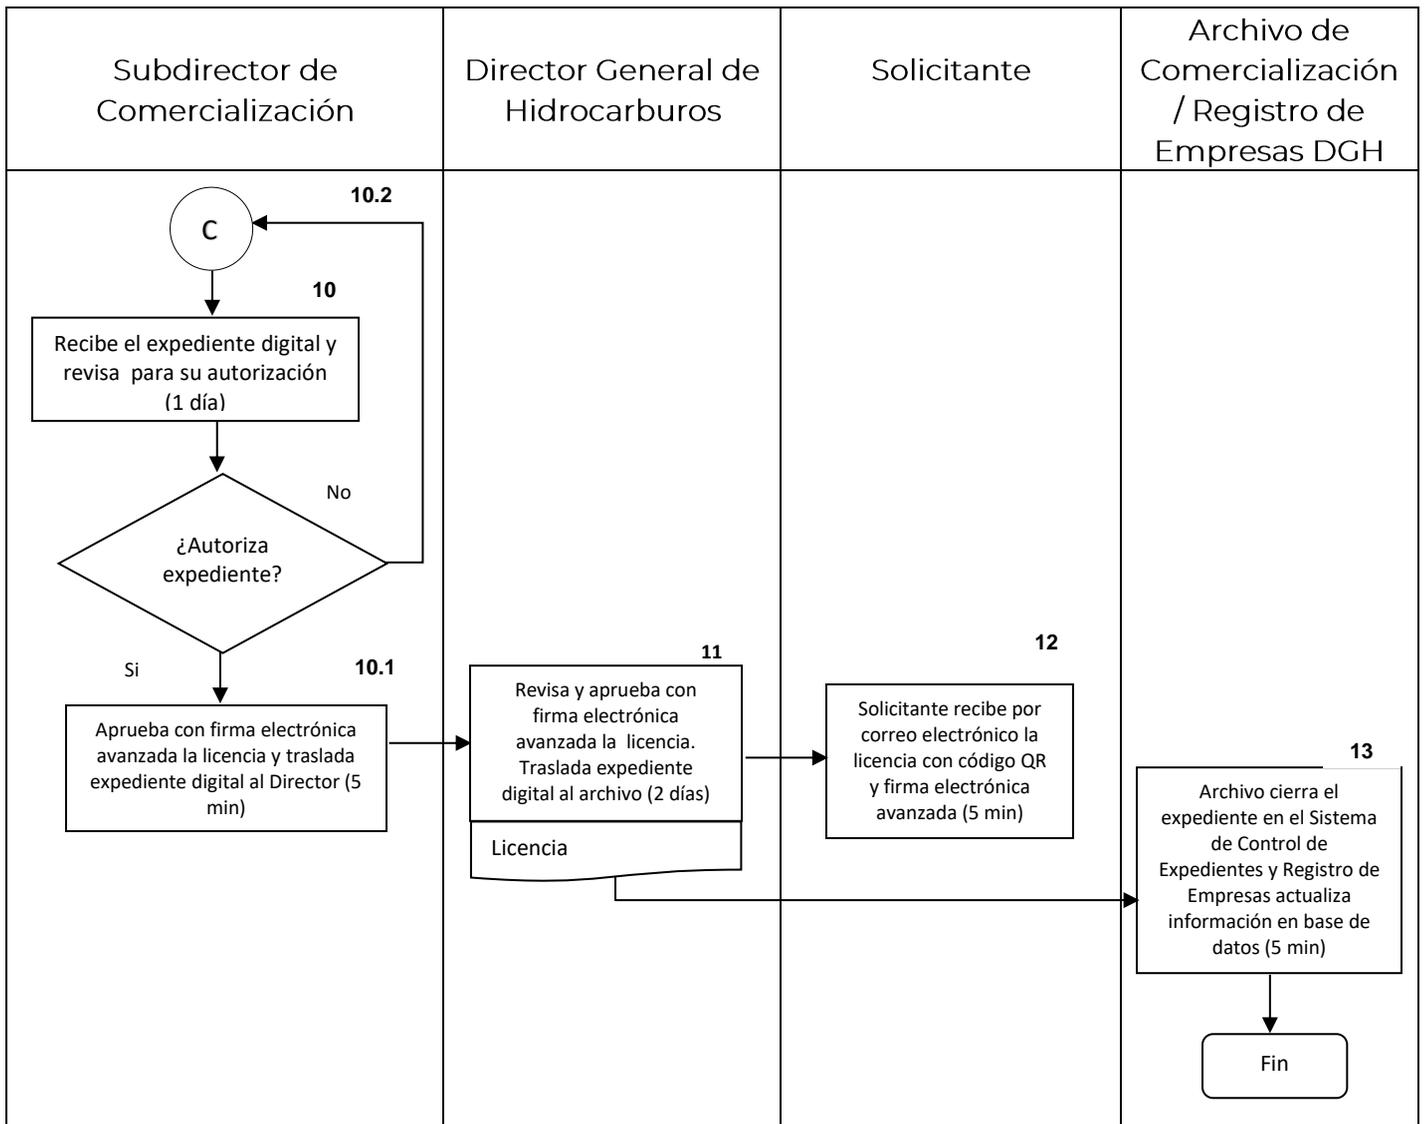 Subdirector de
Comercialización
Director General de
Hidrocarburos
Solicitante
Archivo de
Comercialización
/ Registro de
Empresas DGH
10.2
C
10
Recibe el expediente digital y
revisa para su autorización
(1 día)
No
¿Autoriza
expediente?
Si
10.1
Aprueba con firma electrónica
avanzada la licencia y traslada
expediente digital al Director (5
min)
11
Revisa y aprueba con
firma electrónica
avanzada la licencia.
Traslada expediente
digital al archivo (2 días)
Licencia
12
Solicitante recibe por
correo electrónico la
licencia con código QR
y firma electrónica
avanzada (5 min)
13
Archivo cierra el
expediente en el Sistema
de Control de
Expedientes y Registro de
Empresas actualiza
información en base de
datos (5 min)
Fin